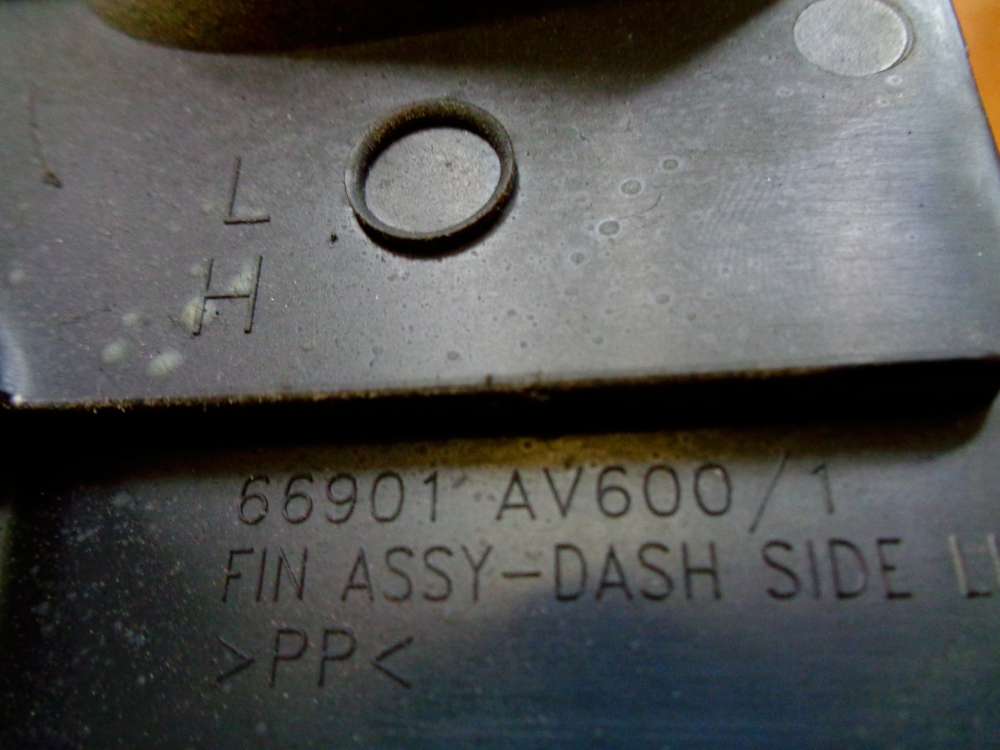 L
H
66901 AV600/1
FIN ASSY-DASH SIDE
>PP<